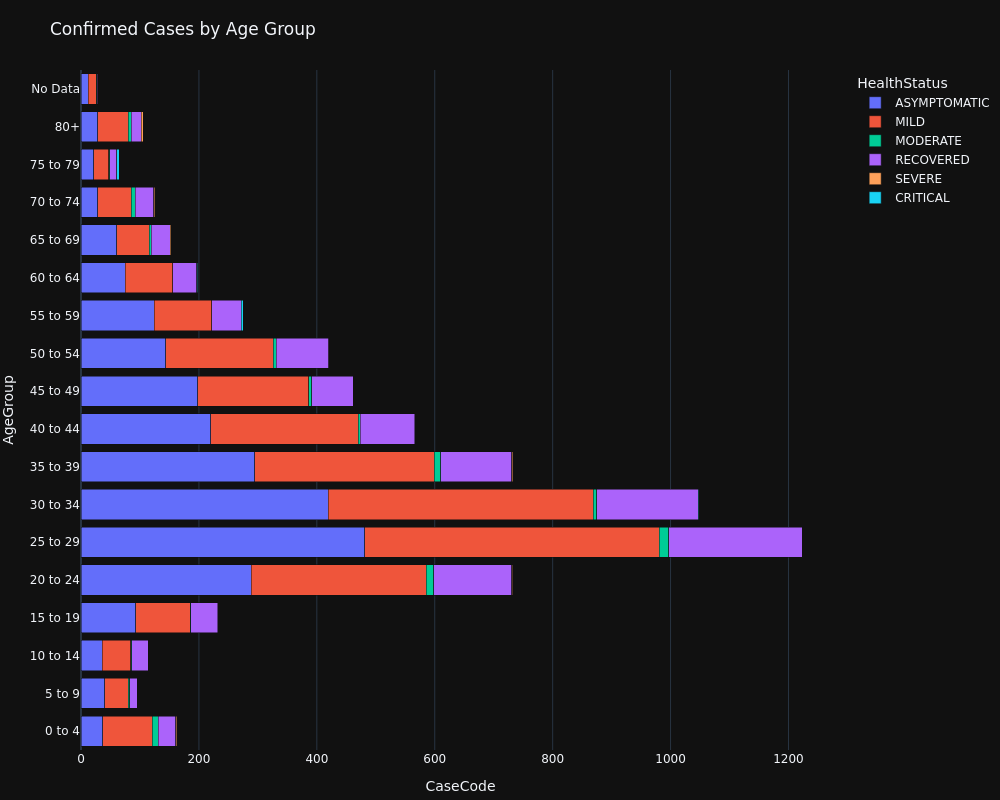 Confirmed Cases by Age Group
HealthStatus
ASYMPTOMATIC
MILD
MODERATE
RECOVERED
SEVERE
CRITICAL
AgeGroup
No Data
80+
75 to 79
70 to 74
65 to 69
60 to 64
55 to 59
50 to 54
45 to 49
40 to 44
35 to 39
30 to 34
25 to 29
20 to 24
15 to 19
10 to 14
5 to 9
0 to 4
0 200 400 600 800 1000 1200
CaseCode